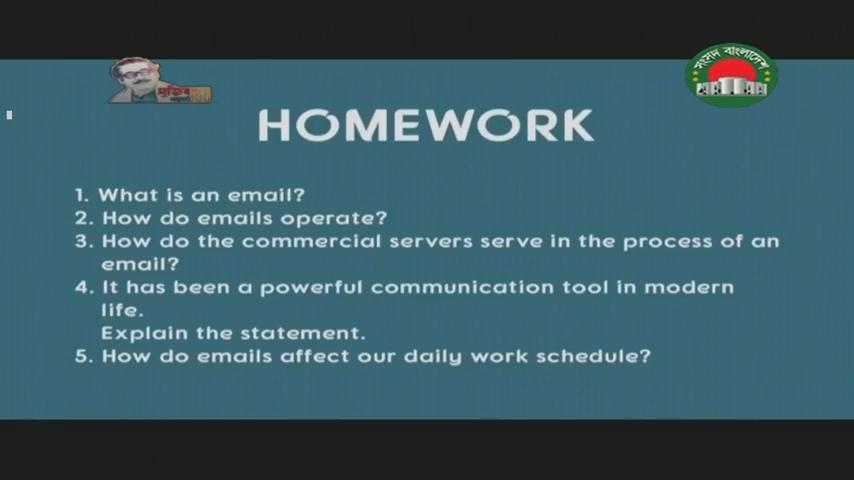 মুজিব
100
সংসদ বাংলাদেশ
HOMEWORK
1. What is an email?
2. How do emails operate?
3. How do the commercial servers serve in the process of an
email?
4. It has been a powerful communication tool in modern
life.
Explain the statement.
5. How do emails affect our daily work schedule?